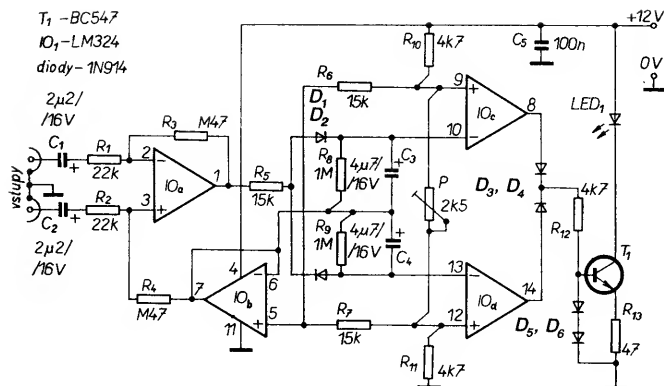 T1 -BC547
IO1-LM324
diody-1N914
2µ2/
/16V
C1
R1
22k
R3
M47
2
3
1
IOa
vstupy
C2
2µ2/
/16V
R2
22k
R4
M47
7
IOb
4
11
6
5
R5
15k
R6
15k
D1
D2
R8
1M
4µ7/
/16V
C3
R9
1M
4µ7/
/16V
C4
R7
15k
R10
4k7
9
10
IOc
8
P
2k5
D3, D4
13
12
IOd
14
R11
4k7
C5
100n
+12V
0V
LED1
4k7
R12
T1
D5, D6
R13
47